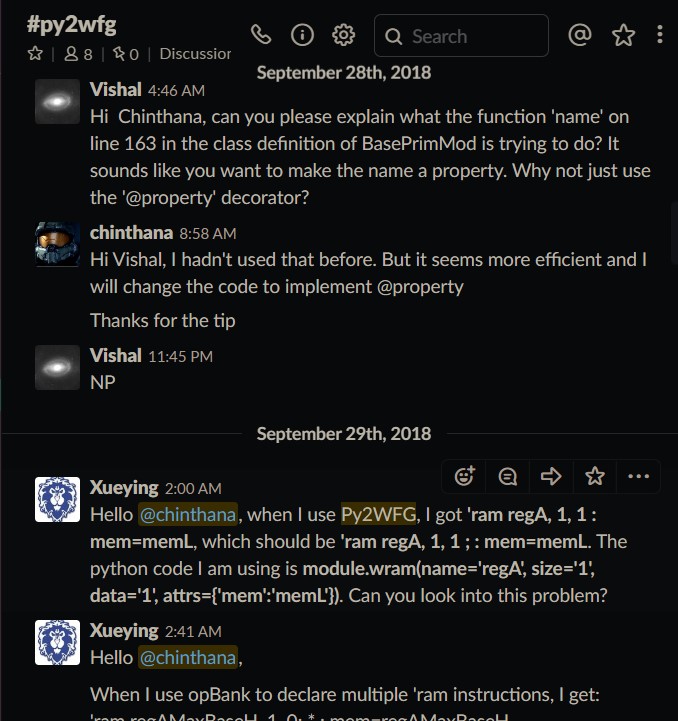 #py2wfg
8
0
Discussion
Search
September 28th, 2018
Vishal 4:46 AM
Hi Chinthana, can you please explain what the function 'name' on
line 163 in the class definition of BasePrimMod is trying to do? It
sounds like you want to make the name a property. Why not just use
the '@property' decorator?
chinthana 8:58 AM
Hi Vishal, I hadn't used that before. But it seems more efficient and I
will change the code to implement @property
Thanks for the tip
Vishal 11:45 PM
NP
September 29th, 2018
Xueying 2:00 AM
Hello @chinthana, when I use Py2WFG, I got 'ram regA, 1, 1 :
mem=memL, which should be 'ram regA, 1, 1 ; : mem=memL. The
python code I am using is module.wram(name='regA', size='1',
data='1', attrs={'mem':'memL'}). Can you look into this problem?
Xueying 2:41 AM
Hello @chinthana,
When I use opBank to declare multiple 'ram instructions, I get:
'ram regAMaxBaseH, 1, 0; * ; mem=regAMaxBaseH